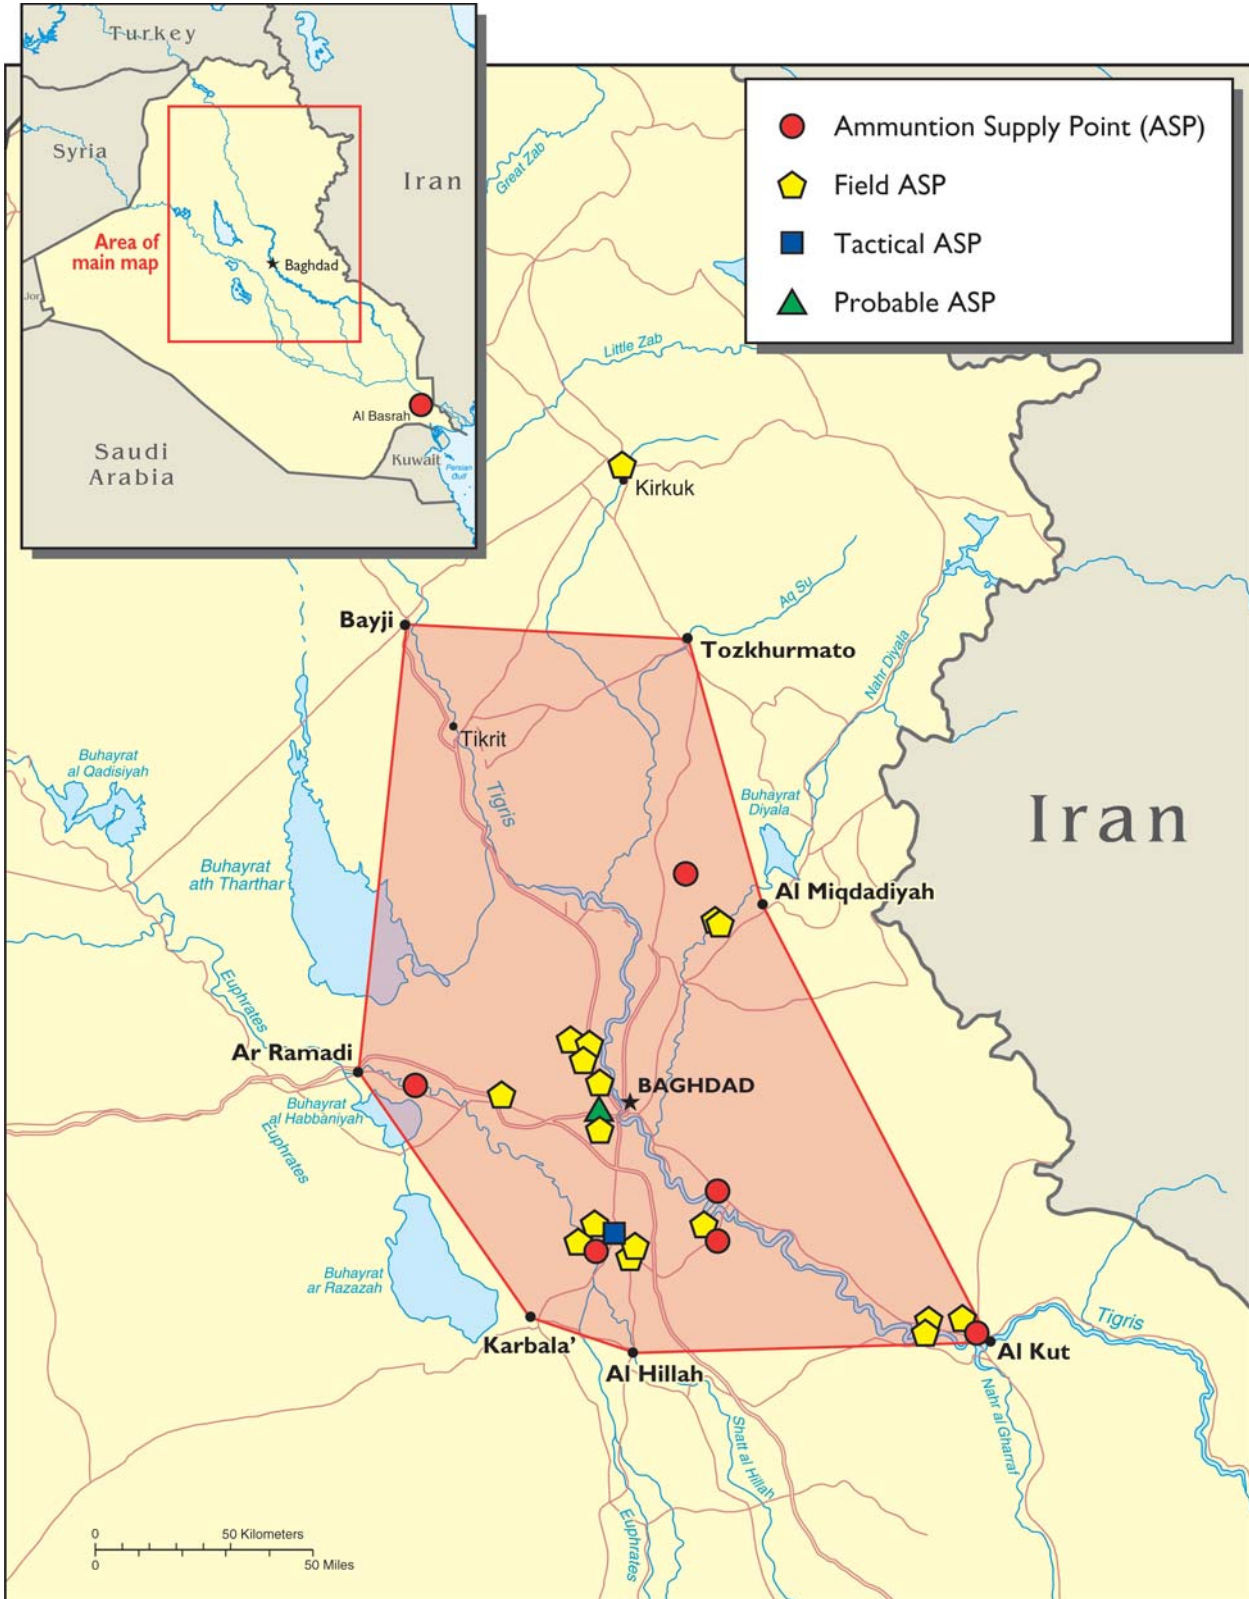 Turkey
Syria
Iran
Area of
main map
Baghdad
Jor.
Al Basrah
Saudi
Arabia
Kuwait
Persian
Gulf
Ammuntion Supply Point (ASP)
Field ASP
Tactical ASP
Probable ASP
Great Zab
Little Zab
Kirkuk
Aq Su
Bayji
Tozkhurmato
Nahr Diyala
Tikrit
Tigris
Buhayrat
al Qadisiyah
Buhayrat
Diyala
Iran
Buhayrat
ath Tharthar
Al Miqdadiyah
Euphrates
Ar Ramadi
BAGHDAD
Buhayrat
al Habbaniyah
Euphrates
Buhayrat
ar Razazah
Karbala’
Al Hillah
Al Kut
Tigris
Nahr al Gharraf
Shatt al Hillah
Euphrates
0 50 Kilometers
0 50 Miles